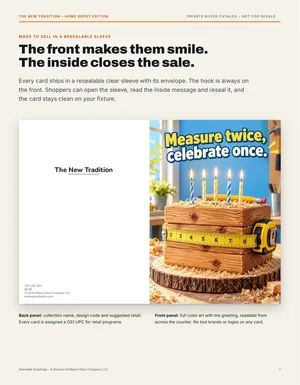 THE NEW TRADITION – HOME DEPOT EDITION
PRIVATE BUYER CATALOG – NOT FOR RESALE
MADE TO SELL IN A RESEALABLE SLEEVE
The front makes them smile.
The inside closes the sale.
Every card ships in a resealable clear sleeve with its envelope. The hook is always on
the front. Shoppers can open the sleeve, read the inside message and reseal it, and
the card stays clean on your fixture.
Measure twice,
celebrate once.
The New Tradition
Back panel: collection name, design code and suggested retail.
Every card is assigned a GS1 UPC for retail programs.
Front panel: full-color art with the greeting, readable from
across the counter. No tool brands or logos on any card.
7